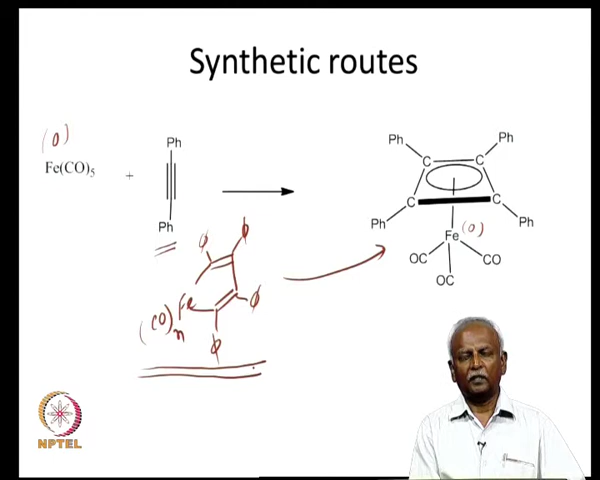 Synthetic routes
(0)
Fe(CO)5
+
Ph
Ph
Ph
Ph
Ph
Ph
Fe (0)
OC
CO
OC
ϕ
ϕ
Fe
ϕ
(CO)n
ϕ
NPTEL